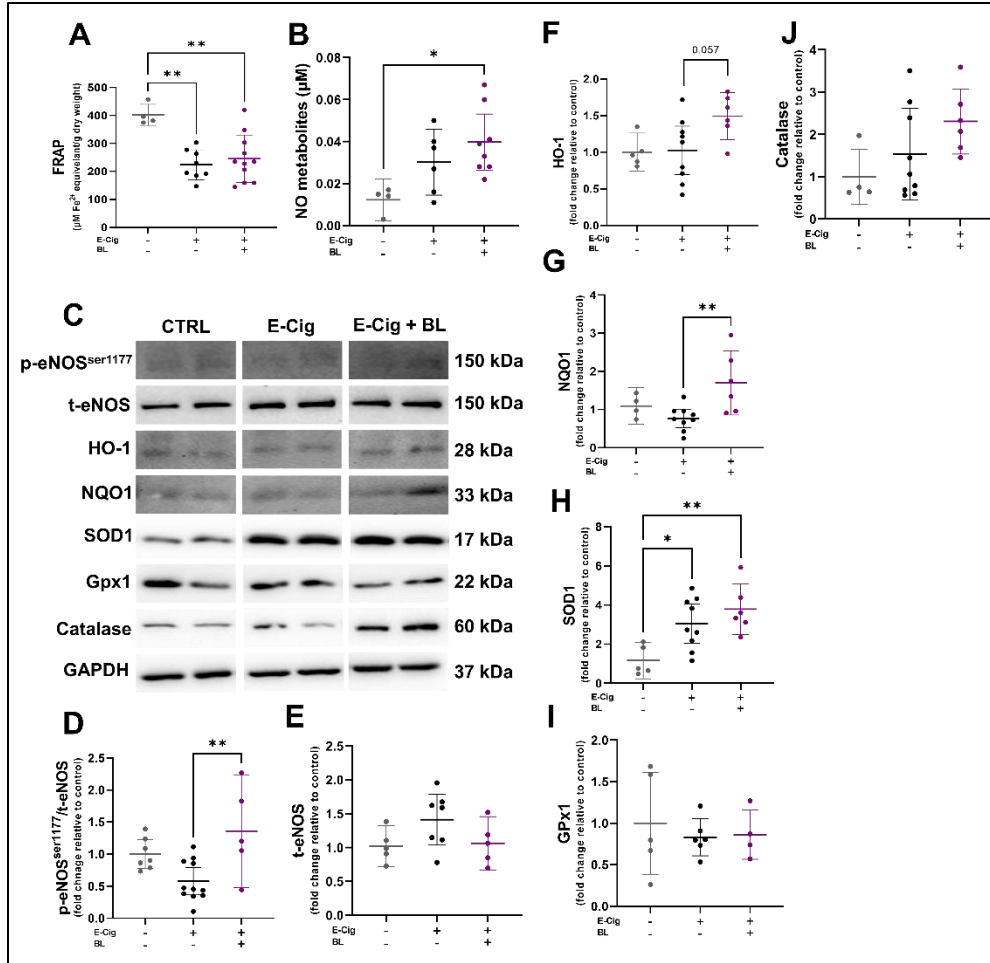 A
**
**
FRAP
(µM Fe²⁺ equivalent/g dry weight)
500
400
300
200
100
0
E-Cig - + +
BL - - +
B
*
NO metabolites (µM)
0.08
0.06
0.04
0.02
0.00
E-Cig - + +
BL - - +
F
0.057
HO-1
(fold change relative to control)
2.0
1.5
1.0
0.5
0.0
E-Cig - + +
BL - - +
J
Catalase
(fold change relative to control)
4
3
2
1
0
E-Cig - + +
BL - - +
C
CTRL E-Cig E-Cig + BL
p-eNOSˢᵉʳ¹¹⁷⁷ 150 kDa
t-eNOS 150 kDa
HO-1 28 kDa
NQO1 33 kDa
SOD1 17 kDa
Gpx1 22 kDa
Catalase 60 kDa
GAPDH 37 kDa
G
**
NQO1
(fold change relative to control)
4
3
2
1
0
E-Cig - + +
BL - - +
H
**
*
SOD1
(fold change relative to control)
8
6
4
2
0
E-Cig - + +
BL - - +
D
**
p-eNOSˢᵉʳ¹¹⁷⁷/t-eNOS
(fold chnage relative to control)
2.5
2.0
1.5
1.0
0.5
0.0
E-Cig - + +
BL - - +
E
t-eNOS
(fold change relative to control)
2.5
2.0
1.5
1.0
0.5
0.0
E-Cig - + +
BL - - +
I
GPx1
(fold change relative to control)
2.0
1.5
1.0
0.5
0.0
E-Cig - + +
BL - - +